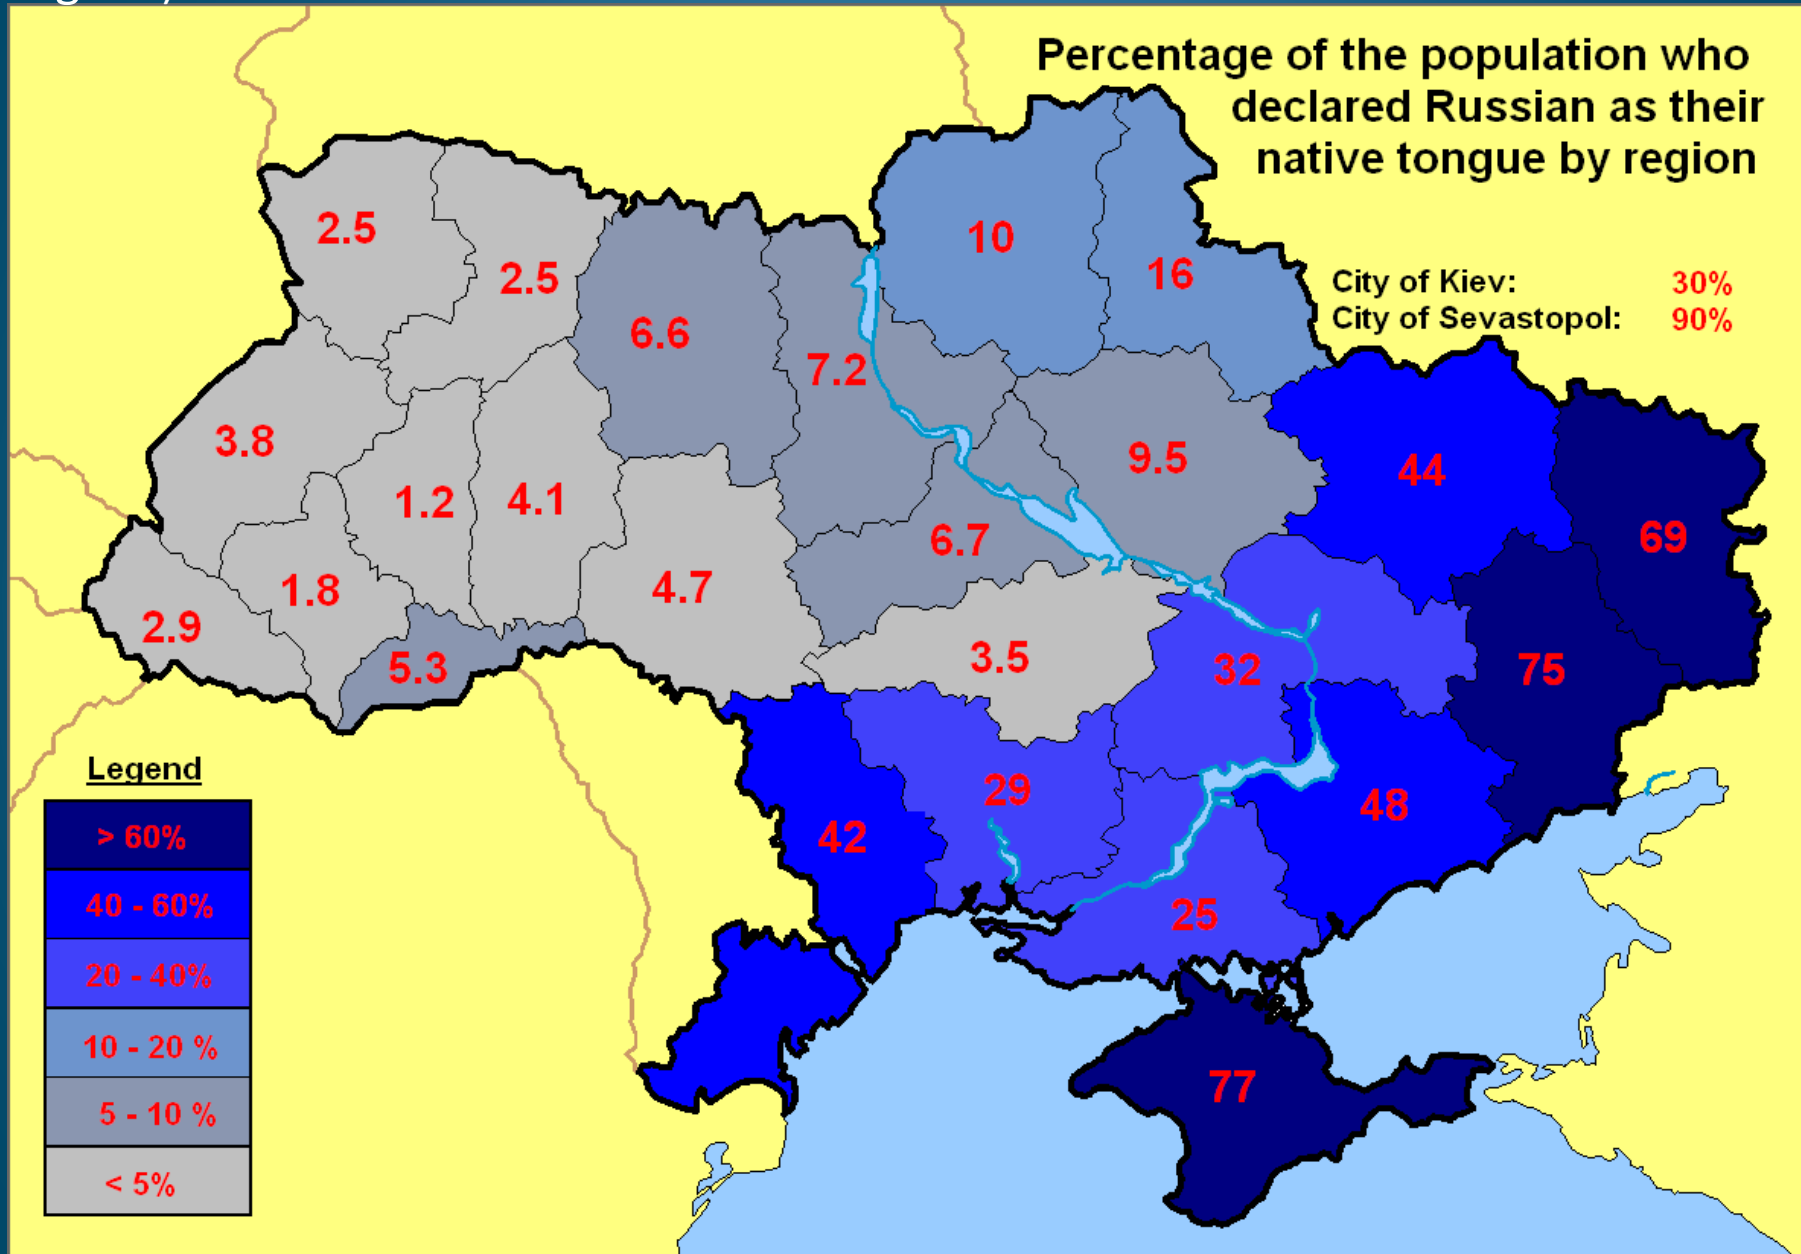 Percentage of the population who
declared Russian as their
native tongue by region
City of Kiev: 30%
City of Sevastopol: 90%
10
16
2.5
2.5
6.6
7.2
3.8
9.5
44
1.2
4.1
69
6.7
1.8
4.7
2.9
5.3
3.5
32
75
29
48
42
25
77
Legend
> 60%
40 - 60%
20 - 40%
10 - 20 %
5 - 10 %
< 5%